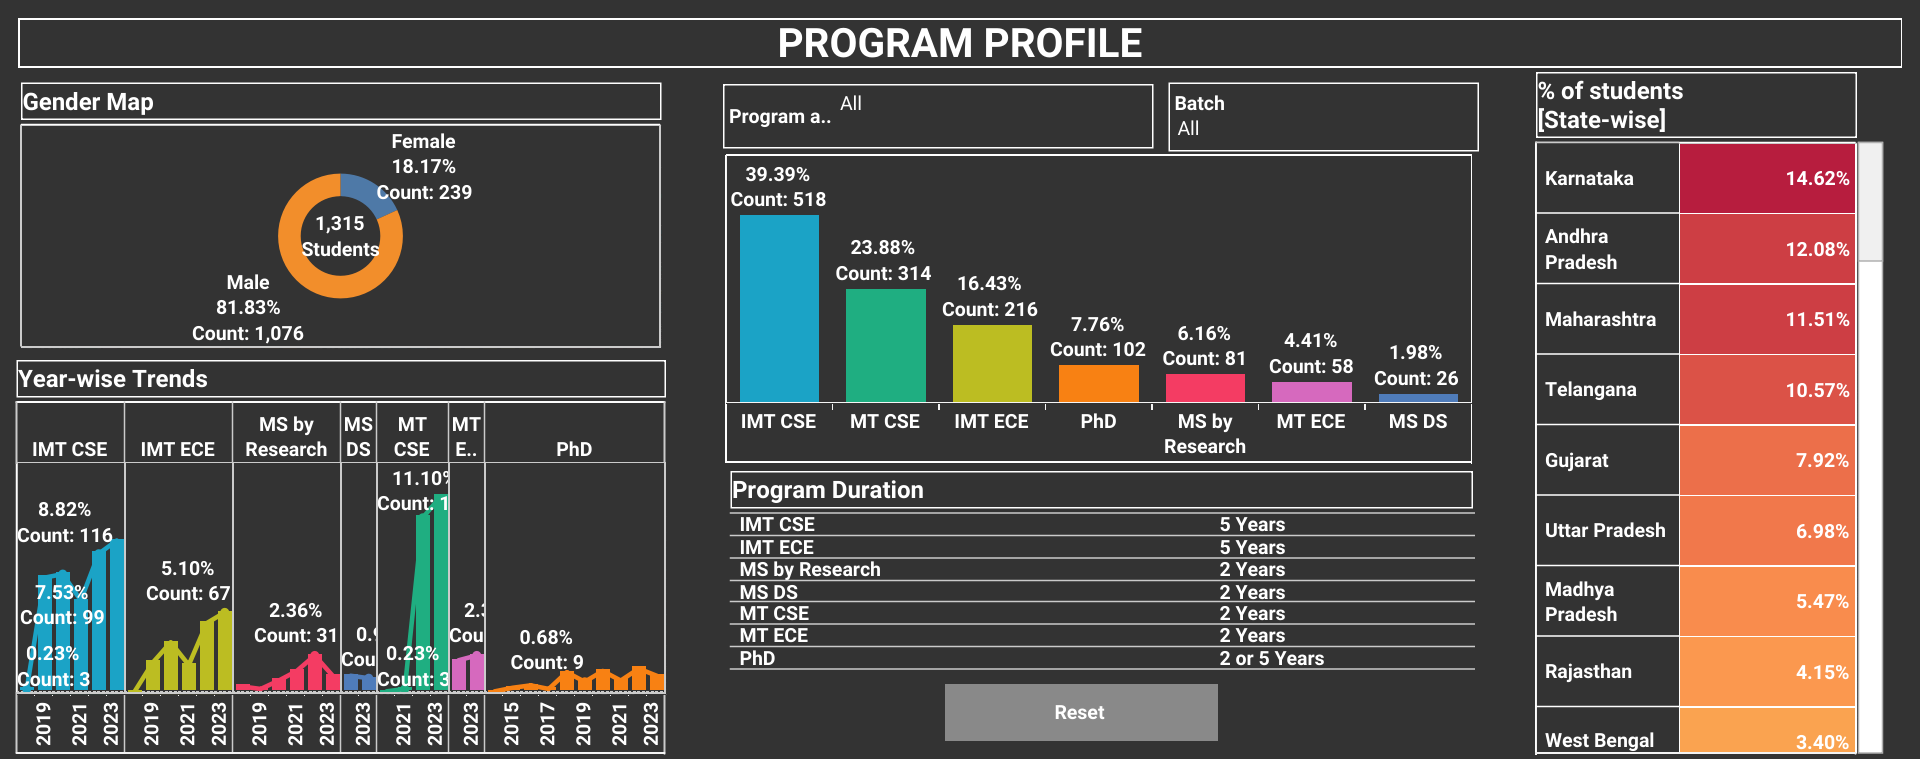 PROGRAM PROFILE
Gender Map
Female
18.17%
Count: 239
1,315
Students
Male
81.83%
Count: 1,076
Year-wise Trends
IMT CSE
IMT ECE
MS by
Research
MS
DS
MT
CSE
MT
E..
PhD
8.82%
Count: 116
7.53%
Count: 99
0.23%
Count: 3
5.10%
Count: 67
2.36%
Count: 31
11.10%
Count: 1
0.23%
Count: 3
0.68%
Count: 9
2019
2021
2023
2019
2021
2023
2019
2021
2023
2023
2021
2023
2023
2015
2017
2019
2021
2023
Program a..
All
Batch
All
39.39%
Count: 518
23.88%
Count: 314
16.43%
Count: 216
7.76%
Count: 102
6.16%
Count: 81
4.41%
Count: 58
1.98%
Count: 26
IMT CSE
MT CSE
IMT ECE
PhD
MS by
Research
MT ECE
MS DS
Program Duration
IMT CSE 5 Years
IMT ECE 5 Years
MS by Research 2 Years
MS DS 2 Years
MT CSE 2 Years
MT ECE 2 Years
PhD 2 or 5 Years
Reset
% of students
[State-wise]
Karnataka 14.62%
Andhra
Pradesh 12.08%
Maharashtra 11.51%
Telangana 10.57%
Gujarat 7.92%
Uttar Pradesh 6.98%
Madhya
Pradesh 5.47%
Rajasthan 4.15%
West Bengal 3.40%